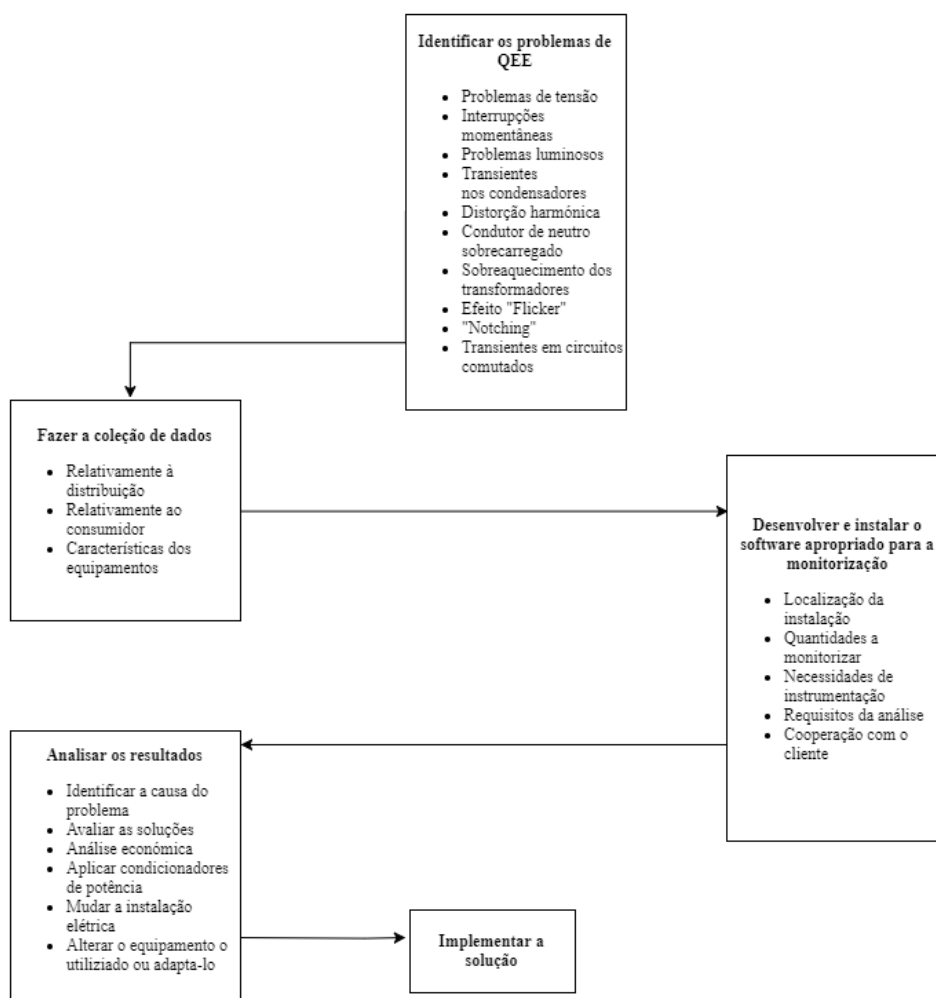 Identificar os problemas de
QEE
• Problemas de tensão
• Interrupções
momentâneas
• Problemas luminosos
• Transientes
nos condensadores
• Distorção harmónica
• Condutor de neutro
sobrecarregado
• Sobreaquecimento dos
transformadores
• Efeito "Flicker"
• "Notching"
• Transientes em circuitos
comutados
Fazer a coleção de dados
• Relativamente à
distribuição
• Relativamente ao
consumidor
• Características dos
equipamentos
Desenvolver e instalar o
software apropriado para a
monitorização
• Localização da
instalação
• Quantidades a
monitorizar
• Necessidades de
instrumentação
• Requisitos da análise
• Cooperação com o
cliente
Analisar os resultados
• Identificar a causa do
problema
• Avaliar as soluções
• Análise económica
• Aplicar condicionadores
de potência
• Mudar a instalação
elétrica
• Alterar o equipamento o
utiliziado ou adapta-lo
Implementar a
solução